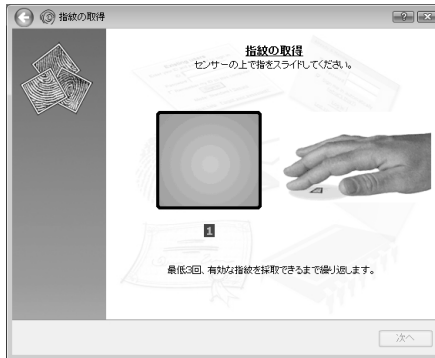 指紋の取得
指紋の取得
センサーの上で指をスライドしてください。
1
最低3回、有効な指紋を採取できるまで繰り返します。
次へ